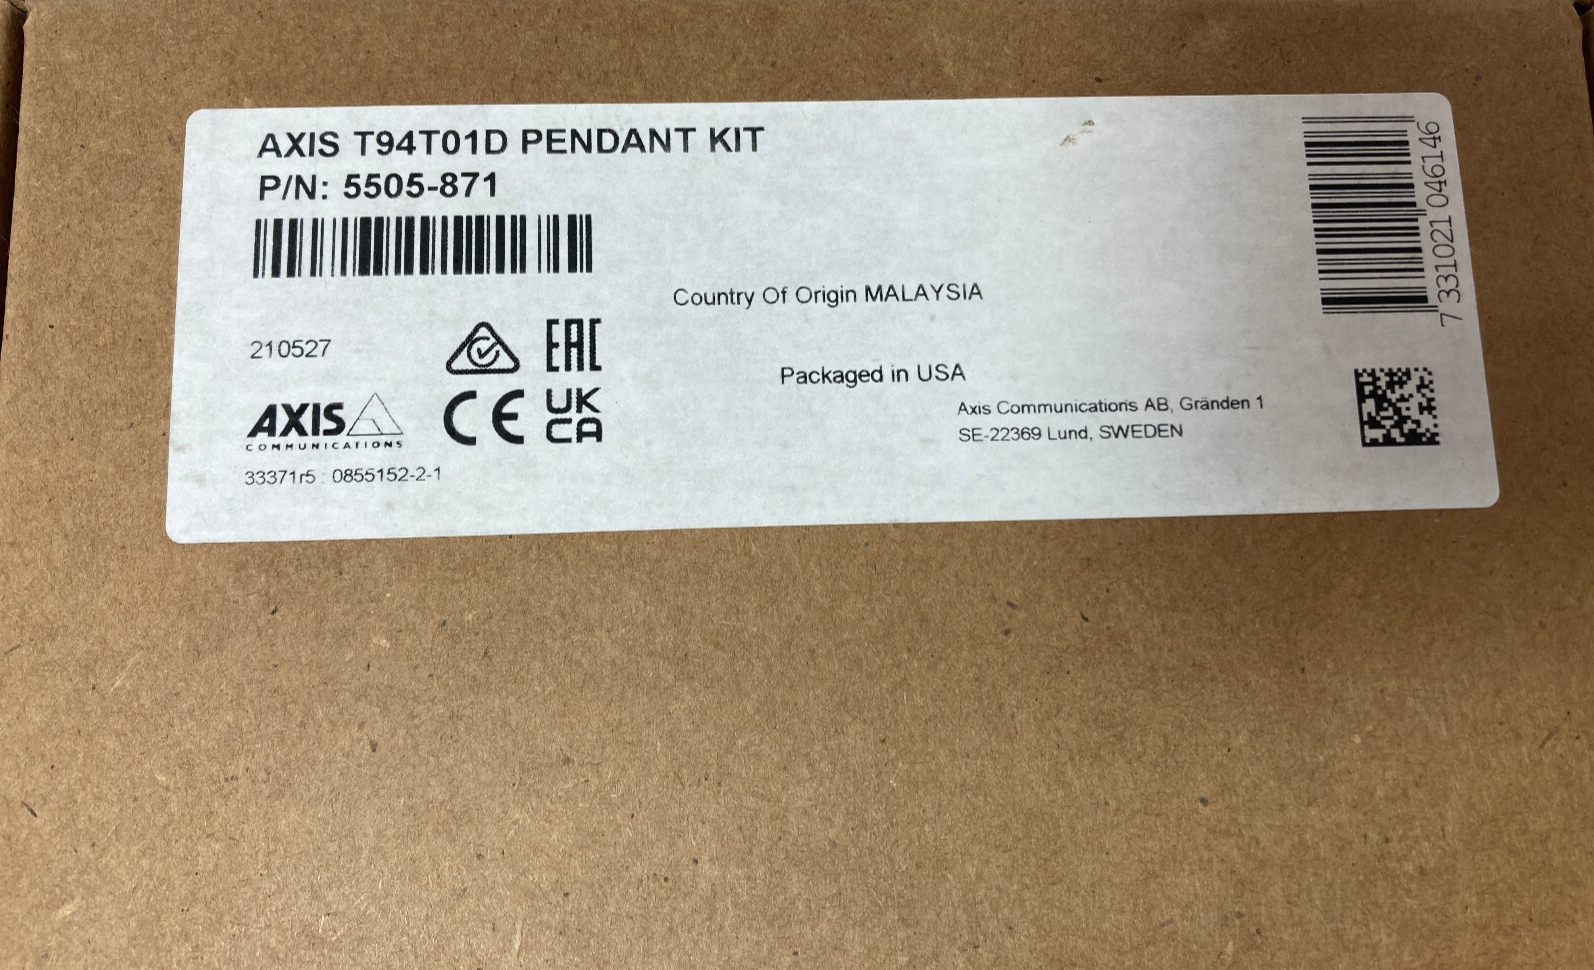 AXIS T94T01D PENDANT KIT
P/N: 5505-871
7 331021 046146
Country Of Origin MALAYSIA
210527
EAC
Packaged in USA
AXIS
COMMUNICATIONS
CE
UK
CA
Axis Communications AB, Gränden 1
SE-22369 Lund, SWEDEN
33371r5 : 0855152-2-1